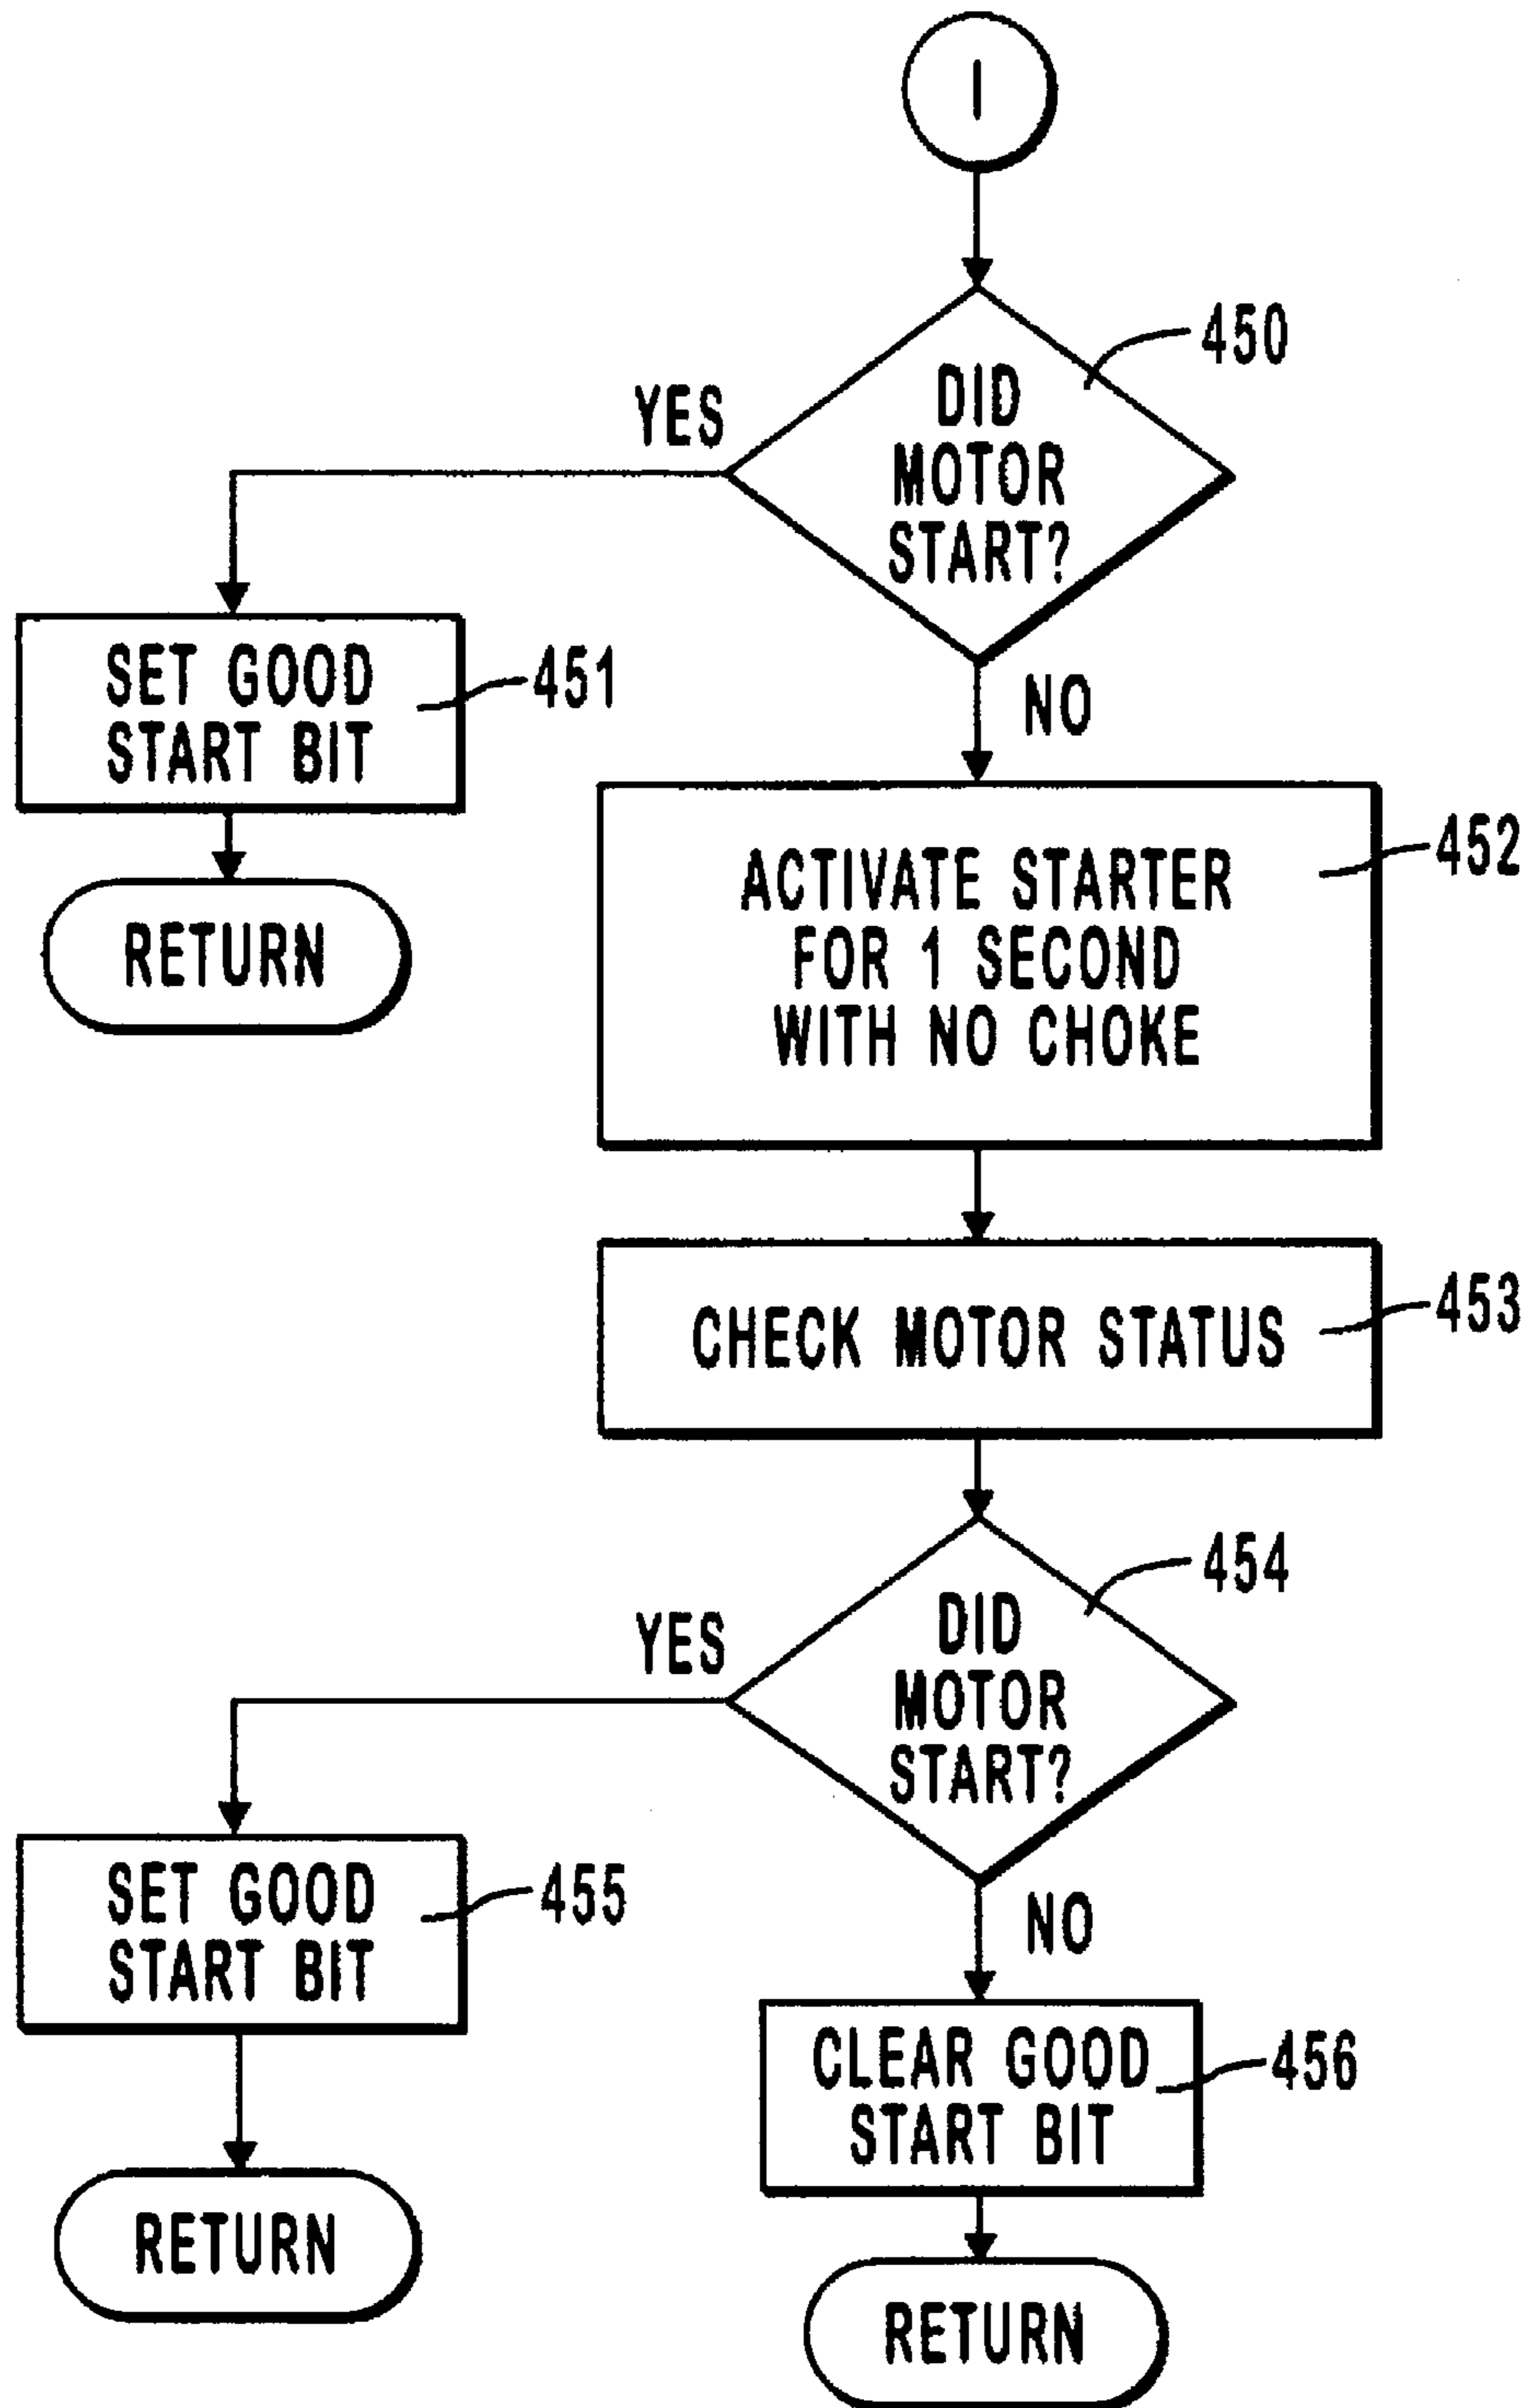 I
450
DID
MOTOR
START?
YES
NO
SET GOOD
START BIT
451
RETURN
ACTIVATE STARTER
FOR 1 SECOND
WITH NO CHOKE
452
CHECK MOTOR STATUS
453
454
DID
MOTOR
START?
YES
NO
SET GOOD
START BIT
455
RETURN
CLEAR GOOD
START BIT
456
RETURN